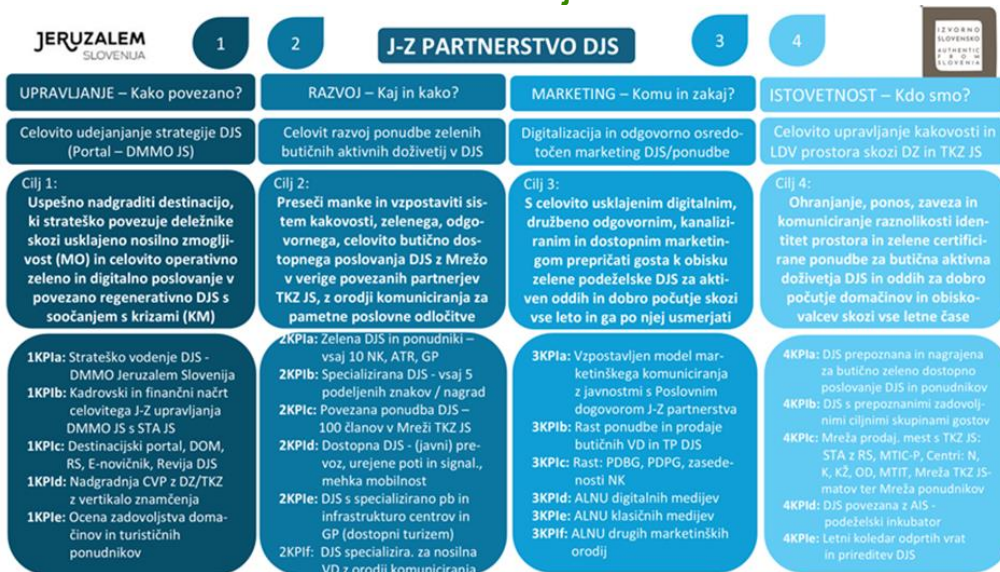 JERUZALEM
SLOVENIJA
1
2
J-Z PARTNERSTVO DJS
3
4
IZVORNO
SLOVENSKO
AUTHENTIC
FROM
SLOVENIA
UPRAVLJANJE – Kako povezano?
Celovito udejanjanje strategije DJS
(Portal – DMMO JS)
Cilj 1:
Uspešno nadgraditi destinacijo,
ki strateško povezuje deležnike
skozi usklajeno nosilno zmoglji-
vost (MO) in celovito operativno
zeleno in digitalno poslovanje v
povezano regenerativno DJS s
soočanjem s krizami (KM)
1KPIa: Strateško vodenje DJS -
DMMO Jeruzalem Slovenija
1KPIb: Kadrovski in finančni načrt
celovitega J-Z upravljanja
DMMO JS s STA JS
1KPIc: Destinacijski portal, DOM,
RS, E-novičnik, Revija DJS
1KPId: Nadgradnja CVP z DZ/TKZ
z vertikalo znamčenja
1KPIe: Ocena zadovoljstva doma-
činov in turističnih
ponudnikov
RAZVOJ – Kaj in kako?
Celovit razvoj ponudbe zelenih
butičnih aktivnih doživetij v DJS
Cilj 2:
Preseči manke in vzpostaviti sis-
tem kakovosti, zelenega, odgo-
vornega, celovito butično dos-
topnega poslovanja DJS z Mrežo
v verige povezanih partnerjev
TKZ JS, z orodji komuniciranja za
pametne poslovne odločitve
2KPIa: Zelena DJS in ponudniki –
vsaj 10 NK, ATR, GP
2KPIb: Specializirana DJS - vsaj 5
podeljenih znakov / nagrad
2KPIc: Povezana ponudba DJS –
100 članov v Mreži TKZ JS
2KPId: Dostopna DJS - (javni) pre-
voz, urejene poti in signal.,
mehka mobilnost
2KPIe: DJS s specializirano pb in
infrastrukturo centrov in
GP (dostopni turizem)
2KPIf: DJS specializira. za nosilna
VD z orodji komuniciranja
MARKETING – Komu in zakaj?
Digitalizacija in odgovorno osredo-
točen marketing DJS/ponudbe
Cilj 3:
S celovito usklajenim digitalnim,
družbeno odgovornim, kanalizi-
ranim in dostopnim marketin-
gom prepričati gosta k obisku
zelene podeželske DJS za akti-
ven oddih in dobro počutje skozi
vse leto in ga po njej usmerjati
3KPIa: Vzpostavljen model mar-
ketinškega komuniciranja
z javnostmi s Poslovnim
dogovorom J-Z partnerstva
3KPIb: Rast ponudbe in prodaje
butičnih VD in TP DJS
3KPIc: Rast: PDBG, PDPG, zasede-
nosti NK
3KPId: ALNU digitalnih medijev
3KPIe: ALNU klasičnih medijev
3KPIf: ALNU drugih marketinških
orodij
ISTOVETNOST – Kdo smo?
Celovito upravljanje kakovosti in
LDV prostora skozi DZ in TKZ JS
Cilj 4:
Ohranjanje, ponos, zaveza in
komuniciranje raznolikosti iden-
titet prostora in zelene certifici-
rane ponudbe za butična aktivna
doživetja DJS in oddih za dobro
počutje domačinov in obisko-
valcev skozi vse letne čase
4KPIa: DJS prepoznana in nagrajena
za butično zeleno dostopno
poslovanje DJS in ponudnikov
4KPIb: DJS s prepoznanimi zadovolj-
nimi ciljnimi skupinami gostov
4KPIc: Mreža prodaj. mest s TKZ JS:
STA z RS, MTIC-P, Centri: N,
K, KŽ, OD, MTIT, Mreža TKZ JS-
matov ter Mreža ponudnikov
4KPId: DJS povezana z AIS -
podeželski inkubator
4KPIe: Letni koledar odprtih vrat
in prireditev DJS